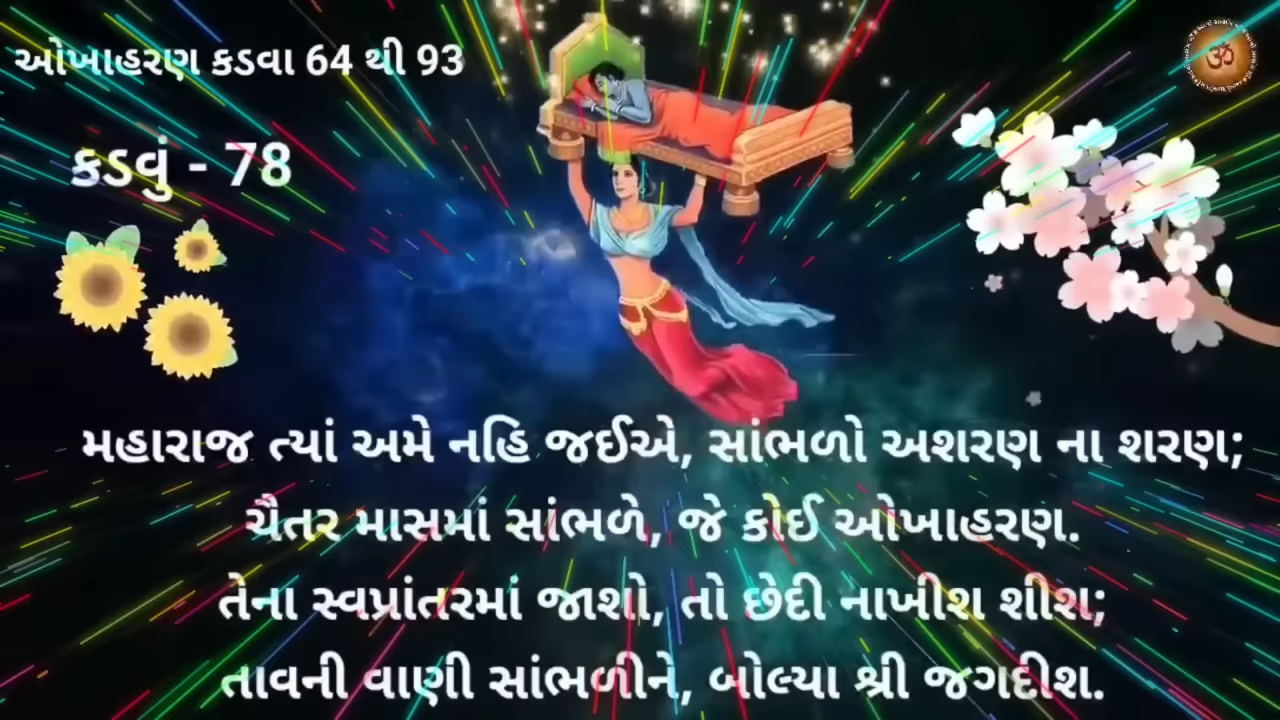 ઓખાહરણ કડવા 64 થી 93
કડવું - 78
ૐ
મહારાજ ત્યાં અમે નહિ જઈએ, સાંભળો અશરણ ના શરણ;
ચૈતર માસમાં સાંભળે, જે કોઈ ઓખાહરણ.
તેના સ્વપ્રાંતરમાં જાશો, તો છેદી નાખીશ શીશ;
તાવની વાણી સાંભળીને, બોલ્યા શ્રી જગદીશ.